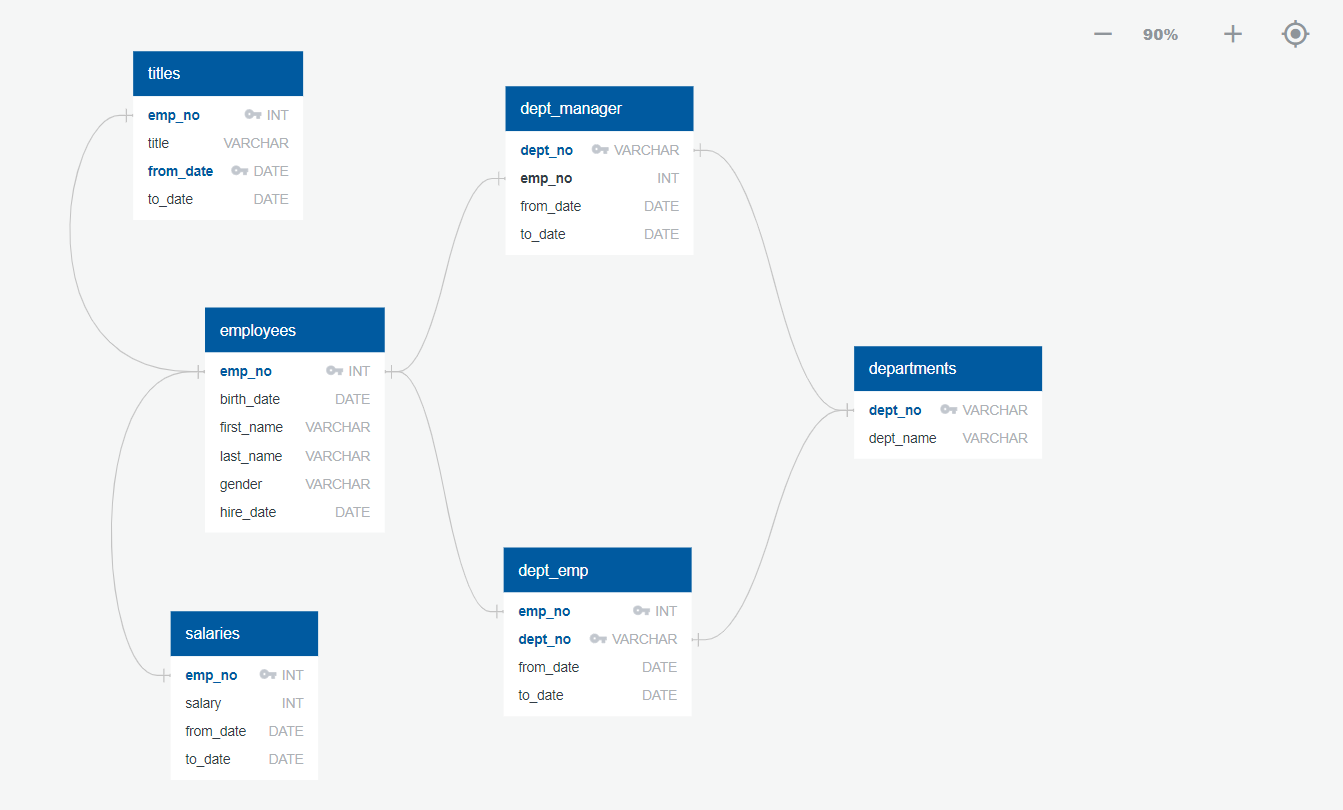 90%
titles
emp_no INT
title VARCHAR
from_date DATE
to_date DATE
dept_manager
dept_no VARCHAR
emp_no INT
from_date DATE
to_date DATE
employees
emp_no INT
birth_date DATE
first_name VARCHAR
last_name VARCHAR
gender VARCHAR
hire_date DATE
departments
dept_no VARCHAR
dept_name VARCHAR
dept_emp
emp_no INT
dept_no VARCHAR
from_date DATE
to_date DATE
salaries
emp_no INT
salary INT
from_date DATE
to_date DATE